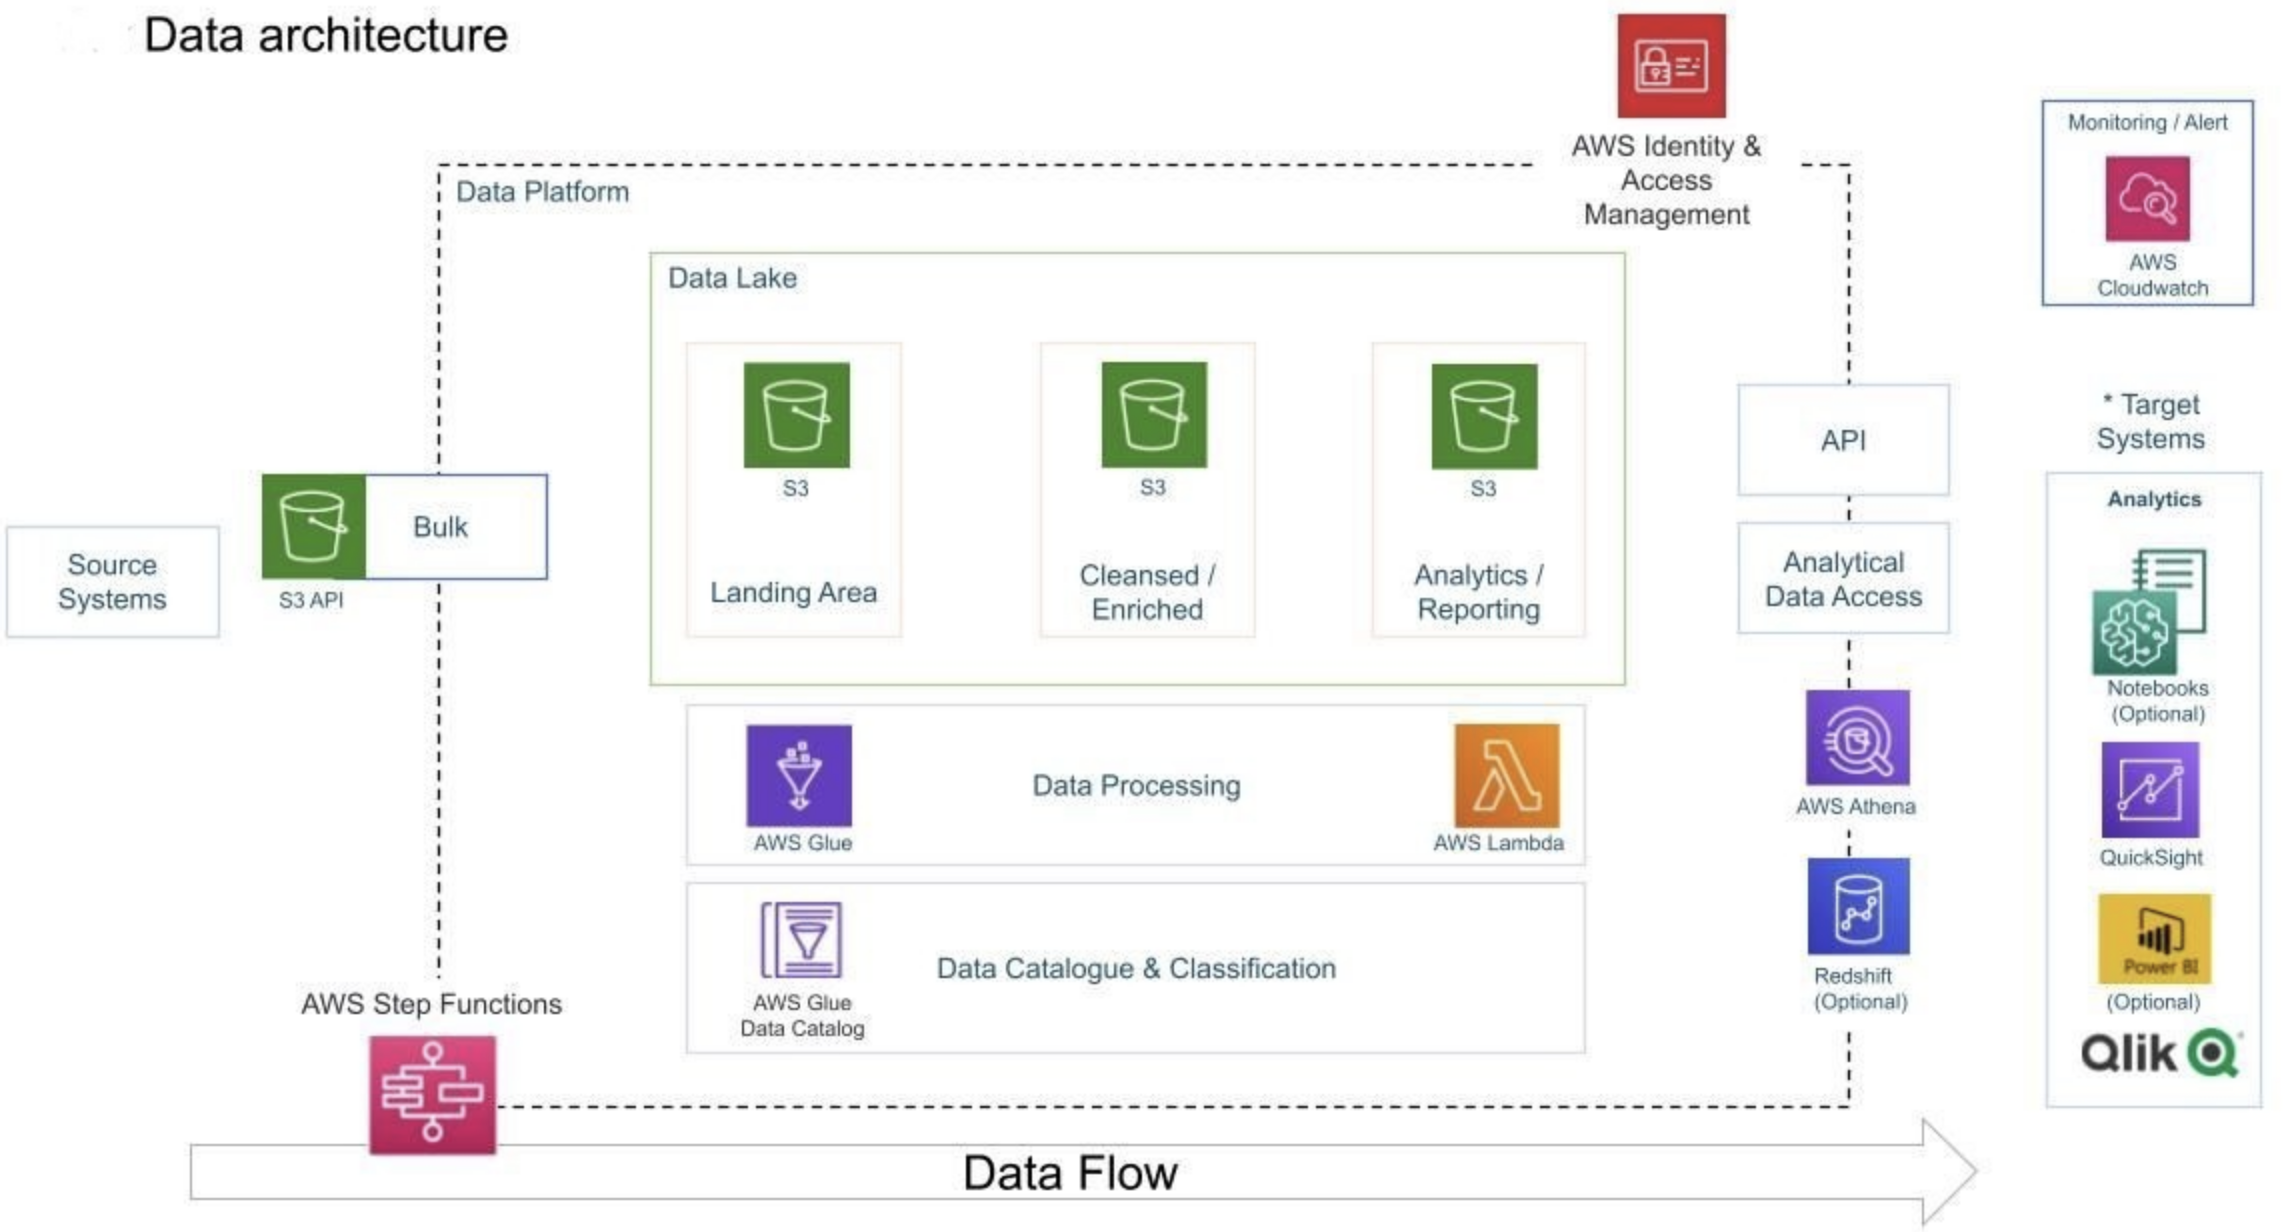 Data architecture
AWS Identity &
Access
Management
Monitoring / Alert
AWS
Cloudwatch
Data Platform
Data Lake
S3
Landing Area
S3
Cleansed /
Enriched
S3
Analytics /
Reporting
Source
Systems
S3 API
Bulk
API
Analytical
Data Access
AWS Athena
Redshift
(Optional)
AWS Glue
Data Processing
AWS Lambda
AWS Glue
Data Catalog
Data Catalogue & Classification
* Target
Systems
Analytics
Notebooks
(Optional)
QuickSight
Power BI
(Optional)
Qlik
AWS Step Functions
Data Flow